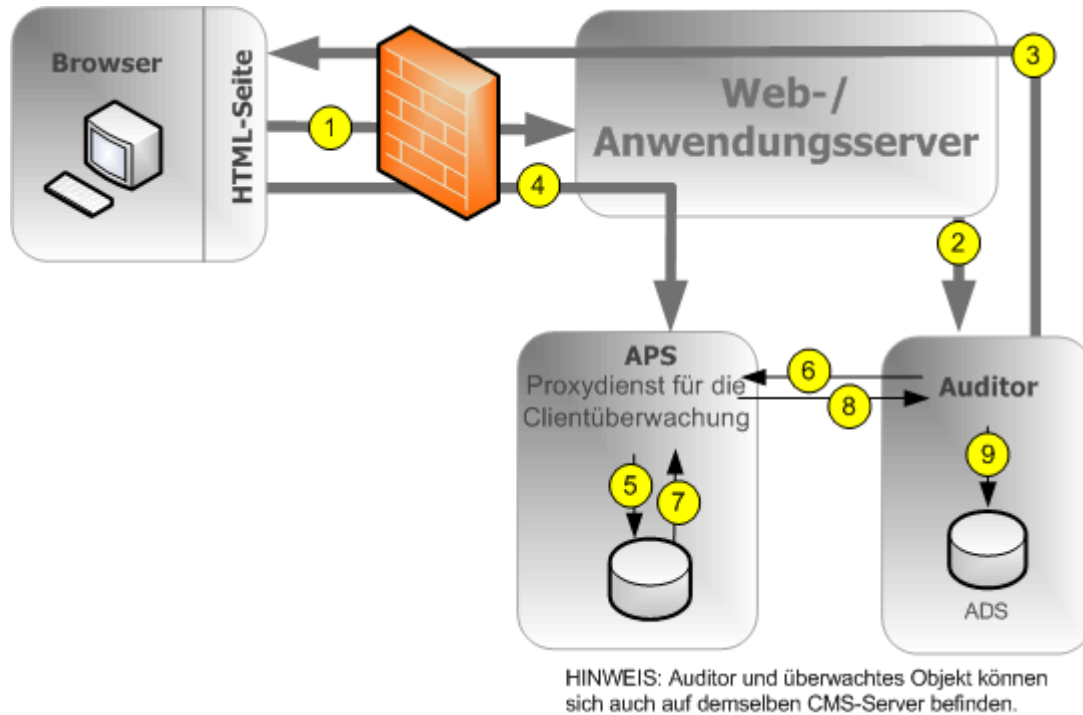 Browser
HTML-Seite
1
Web-/
Anwendungsserver
3
4
2
APS
Proxydienst für die
Clientüberwachung
6
8
Auditor
5
7
9
ADS
HINWEIS: Auditor und überwachtes Objekt können
sich auch auf demselben CMS-Server befinden.